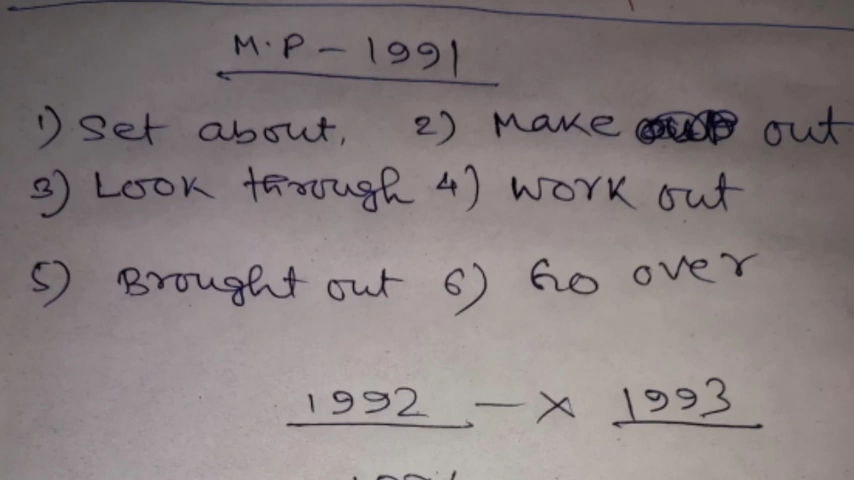 M.P - 1991
1) Set about, 2) Make out
3) Look through 4) Work out
5) Brought out 6) Go over
1992 - × 1993